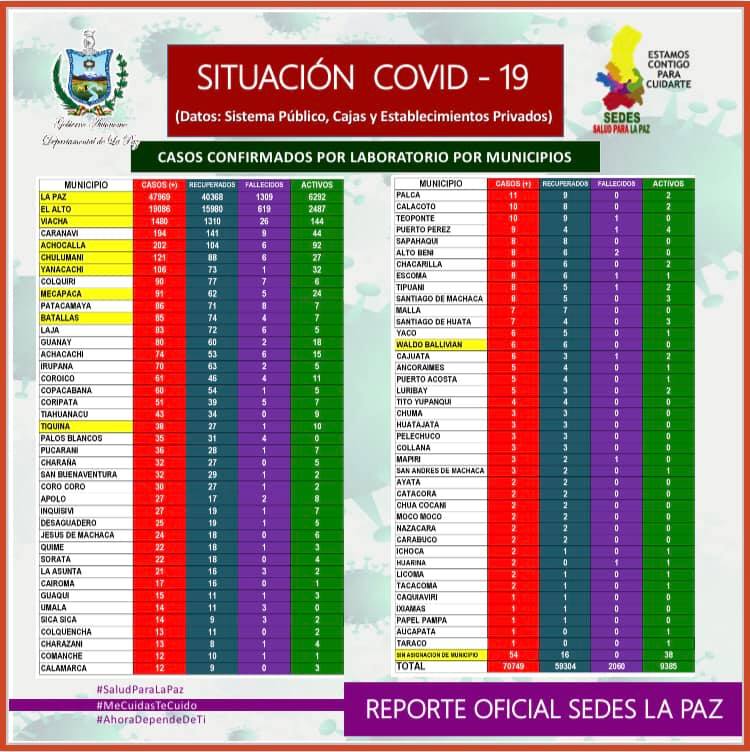 Gobierno Autónomo
Departamental de La Paz
SITUACIÓN COVID - 19
(Datos: Sistema Público, Cajas y Establecimientos Privados)
ESTAMOS
CONTIGO
PARA
CUIDARTE
SEDES
SALUD PARA LA PAZ
CASOS CONFIRMADOS POR LABORATORIO POR MUNICIPIOS
MUNICIPIO CASOS (+) RECUPERADOS FALLECIDOS ACTIVOS
LA PAZ 47969 40368 1309 6292
EL ALTO 19086 15980 619 2487
VIACHA 1480 1310 26 144
CARANAVI 194 141 9 44
ACHOCALLA 202 104 6 92
CHULUMANI 121 88 6 27
YANACACHI 106 73 1 32
COLQUIRI 90 77 7 6
MECAPACA 91 62 5 24
PATACAMAYA 86 71 8 7
BATALLAS 85 74 4 7
LAJA 83 72 6 5
GUANAY 80 60 2 18
ACHACACHI 74 53 6 15
IRUPANA 70 63 2 5
COROICO 61 46 4 11
COPACABANA 60 54 1 5
CORIPATA 51 39 5 7
TIAHUANACU 43 34 0 9
TIQUINA 38 27 1 10
PALOS BLANCOS 35 31 4 0
PUCARANI 36 28 1 7
CHARAÑA 32 27 0 5
SAN BUENAVENTURA 32 29 1 2
CORO CORO 30 27 1 2
APOLO 27 17 2 8
INQUISIVI 27 19 1 7
DESAGUADERO 25 19 1 5
JESUS DE MACHACA 24 18 0 6
QUIME 22 18 1 3
SORATA 22 18 0 4
LA ASUNTA 21 16 3 2
CAIROMA 17 16 0 1
GUAQUI 15 11 1 3
UMALA 14 11 3 0
SICA SICA 14 9 3 2
COLQUENCHA 13 11 0 2
CHARAZANI 13 8 1 4
COMANCHE 12 10 1 1
CALAMARCA 12 9 0 3
MUNICIPIO CASOS (+) RECUPERADOS FALLECIDOS ACTIVOS
PALCA 11 9 0 2
CALACOTO 10 8 0 2
TEOPONTE 10 9 1 0
PUERTO PEREZ 9 4 1 4
SAPAHAQUI 8 8 0 0
ALTO BENI 8 6 2 0
CHACARILLA 8 6 0 2
ESCOMA 8 6 1 1
TIPUANI 8 5 1 2
SANTIAGO DE MACHACA 8 5 0 3
MALLA 7 7 0 0
SANTIAGO DE HUATA 7 4 0 3
YACO 6 5 0 1
WALDO BALLIVIAN 6 6 0 0
CAJUATA 6 3 1 2
ANCORAIMES 5 4 0 1
PUERTO ACOSTA 5 4 0 1
LURIBAY 5 3 0 2
TITO YUPANQUI 4 4 0 0
CHUMA 3 3 0 0
HUATAJATA 3 3 0 0
PELECHUCO 3 3 0 0
COLLANA 3 3 0 0
MAPIRI 3 2 1 0
SAN ANDRES DE MACHACA 3 2 0 1
AYATA 2 2 0 0
CATACORA 2 2 0 0
CHUA COCANI 2 2 0 0
MOCO MOCO 2 2 0 0
NAZACARA 2 2 0 0
CARABUCO 2 2 0 0
ICHOCA 2 1 0 1
HUARINA 2 0 1 1
LICOMA 2 1 0 1
TACACOMA 2 1 0 1
CAQUIAVIRI 1 1 0 0
IXIAMAS 1 1 0 0
PAPEL PAMPA 1 1 0 0
AUCAPATA 1 0 0 1
TARACO 1 0 0 1
SIN ASIGNACION DE MUNICIPIO 54 16 0 38
TOTAL 70749 59304 2060 9385
#SaludParaLaPaz
#MeCuidasTeCuido
#AhoraDependeDeTi
REPORTE OFICIAL SEDES LA PAZ